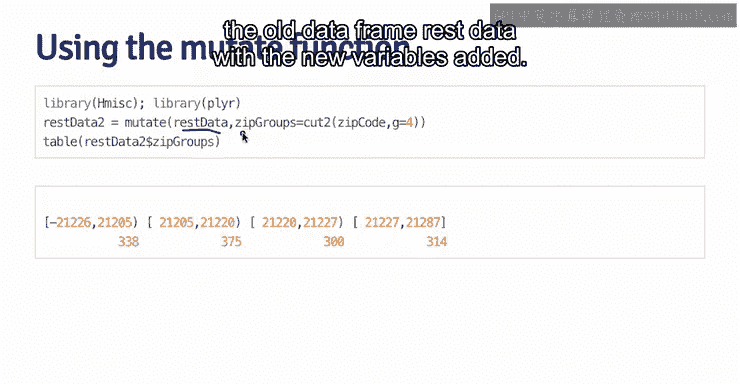 the old data frame rest data
with the new variables added.
Using the mutate function
library(Hmisc); library(plyr)
restData2 = mutate(restData,zipGroups=cut2(zipCode,g=4))
table(restData2$zipGroups)
[-21226,21205) [ 21205,21220) [ 21220,21227) [ 21227,21287]
338 375 300 314